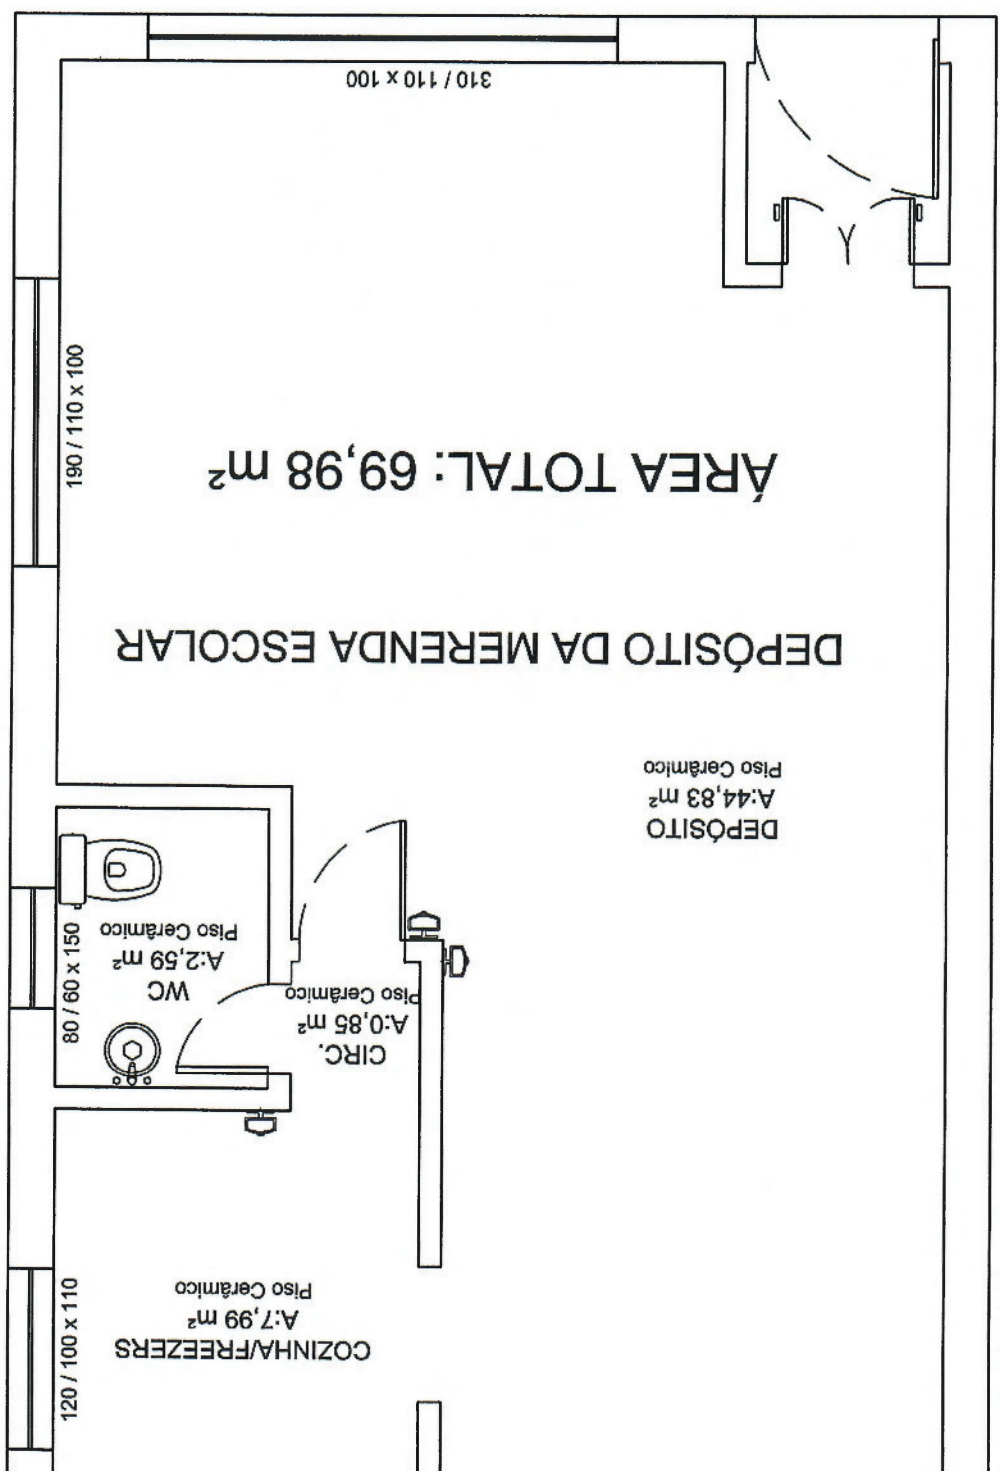 COZINHA/FREEZERS
A:7,99 m²
Piso Cerâmico
120 / 100 x 110
CIRC.
A:0,85 m²
Piso Cerâmico
WC
A:2,59 m²
Piso Cerâmico
80 / 60 x 150
DEPÓSITO
A:44,83 m²
Piso Cerâmico
DEPÓSITO DA MERENDA ESCOLAR
ÁREA TOTAL: 69,98 m²
190 / 110 x 100
310 / 110 x 100